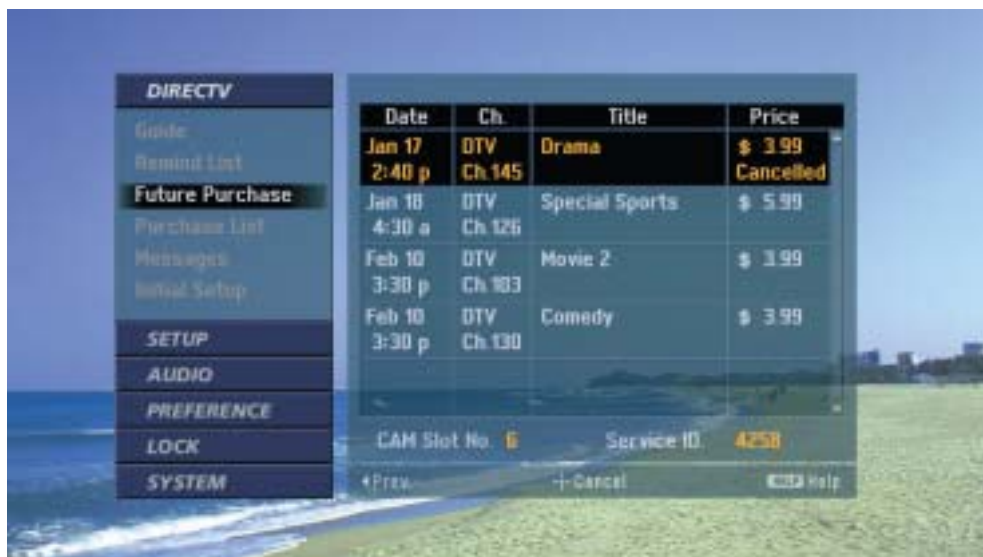 DIRECTV
Guide
Remind List
Future Purchase
Purchase List
Messages
Initial Setup
SETUP
AUDIO
PREFERENCE
LOCK
SYSTEM
Date Ch. Title Price
Jan 17 DTV Drama $ 3.99
2:40 p Ch.145 Cancelled
Jan 18 DTV Special Sports $ 5.99
4:30 a Ch.126
Feb 10 DTV Movie 2 $ 3.99
3:30 p Ch.103
Feb 10 DTV Comedy $ 3.99
3:30 p Ch.130
CAM Slot No. 6 Service ID. 4258
Prev. Cancel HELP Help